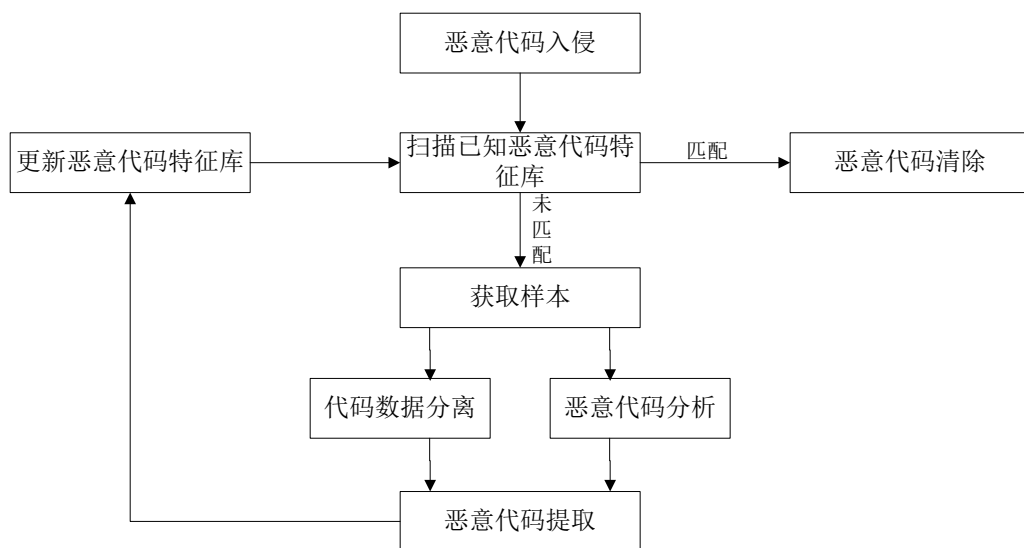 恶意代码入侵
更新恶意代码特征库
扫描已知恶意代码特
征库
匹配
恶意代码清除
未
匹
配
获取样本
代码数据分离
恶意代码分析
恶意代码提取